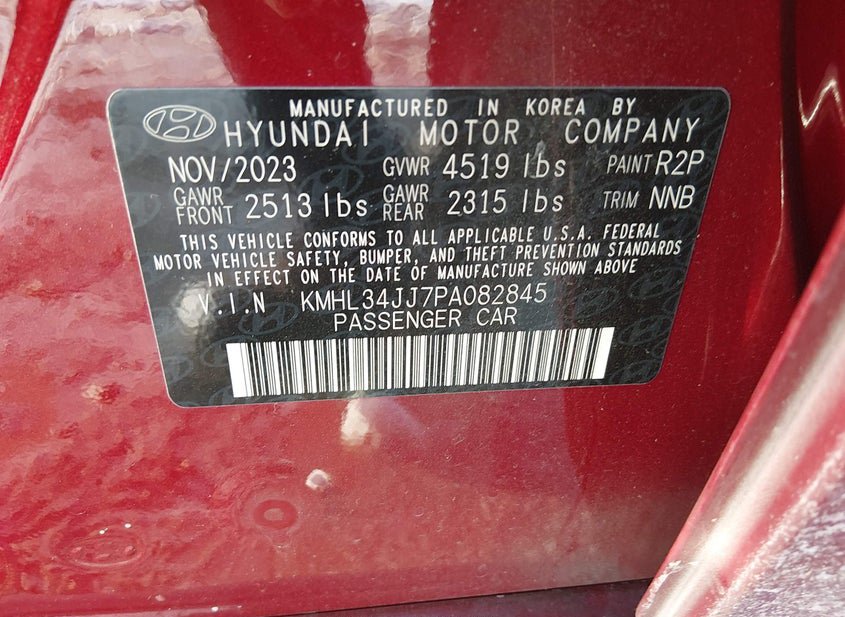 MANUFACTURED IN KOREA BY
HYUNDAI MOTOR COMPANY
NOV/2023 GVWR 4519 lbs PAINT R2P
GAWR FRONT 2513 lbs GAWR REAR 2315 lbs TRIM NNB
THIS VEHICLE CONFORMS TO ALL APPLICABLE U.S.A. FEDERAL
MOTOR VEHICLE SAFETY, BUMPER, AND THEFT PREVENTION STANDARDS
IN EFFECT ON THE DATE OF MANUFACTURE SHOWN ABOVE
V.I.N KMHL34JJ7PA082845
PASSENGER CAR